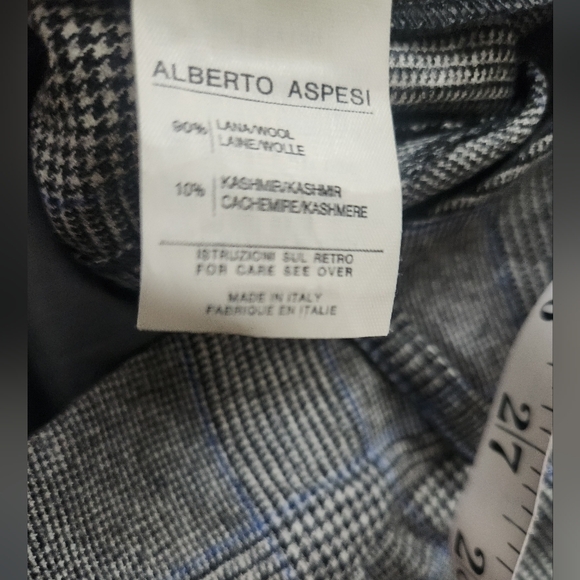 ALBERTO ASPESI
90% LANA/WOOL
LAINE/WOLLE
10% KASHMIR/KASHMIR
CACHEMIRE/KASHMERE
ISTRUZIONI SUL RETRO
FOR CARE SEE OVER
MADE IN ITALY
FABRIQUE EN ITALIE
27
2